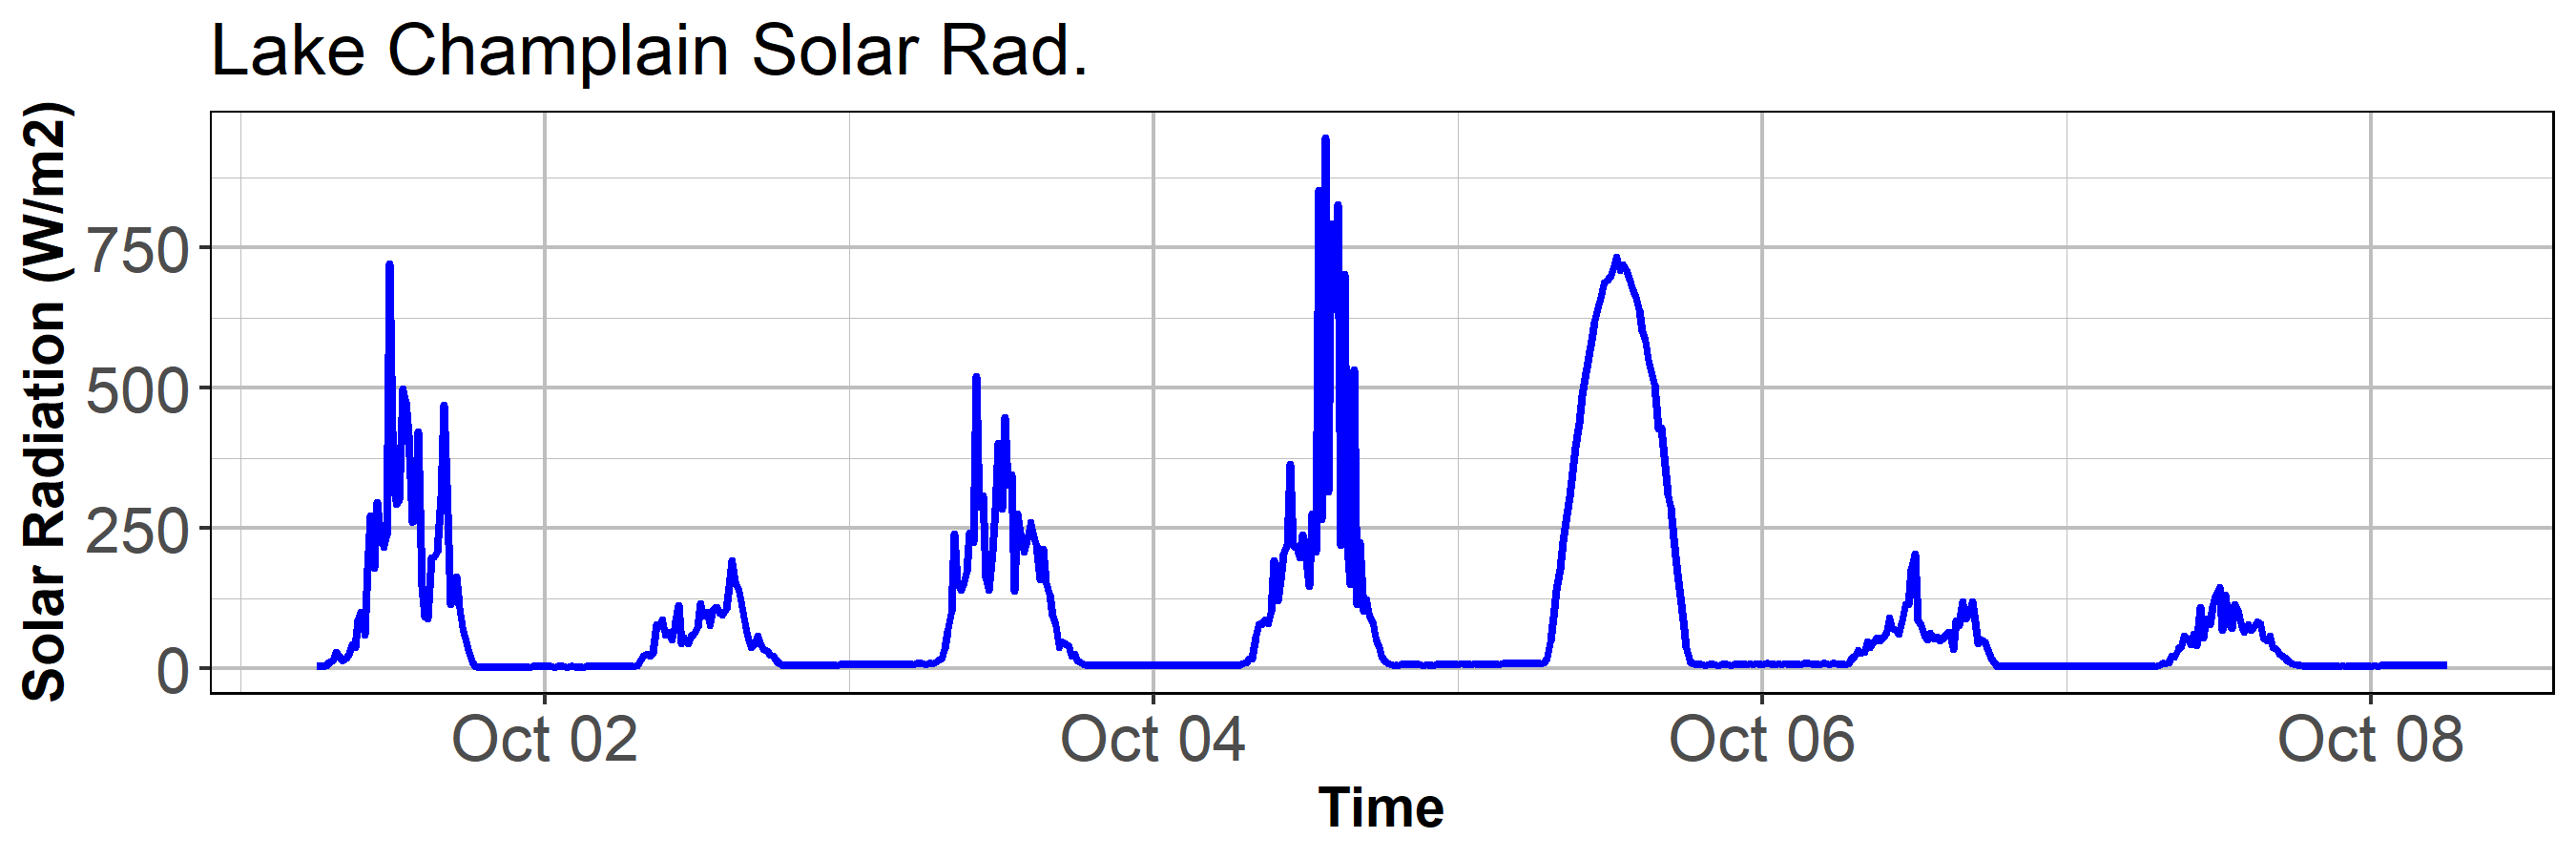 Lake Champlain Solar Rad.
Solar Radiation (W/m2)
750
500
250
0
Oct 02
Oct 04
Oct 06
Oct 08
Time